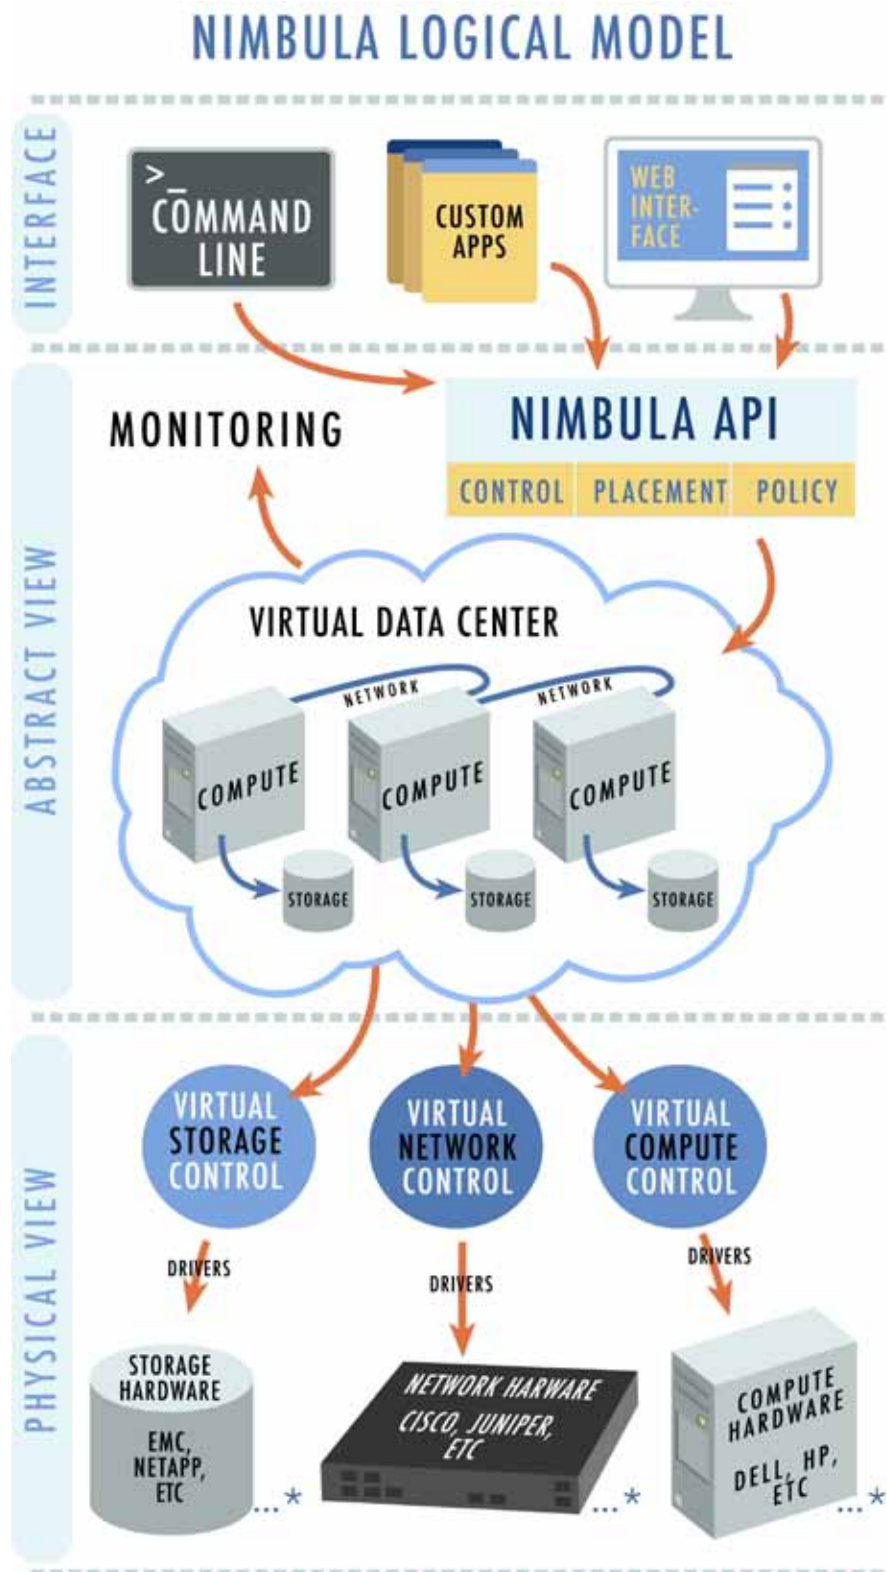 NIMBULA LOGICAL MODEL
INTERFACE
>_
COMMAND
LINE
CUSTOM
APPS
WEB
INTER-
FACE
ABSTRACT VIEW
MONITORING
NIMBULA API
CONTROL PLACEMENT POLICY
VIRTUAL DATA CENTER
NETWORK NETWORK
COMPUTE COMPUTE COMPUTE
STORAGE STORAGE STORAGE
PHYSICAL VIEW
VIRTUAL
STORAGE
CONTROL
VIRTUAL
NETWORK
CONTROL
VIRTUAL
COMPUTE
CONTROL
DRIVERS
DRIVERS
DRIVERS
STORAGE
HARDWARE
EMC,
NETAPP,
ETC
...*
NETWORK HARWARE
CISCO, JUNIPER,
ETC
...*
COMPUTE
HARDWARE
DELL, HP,
ETC
...*